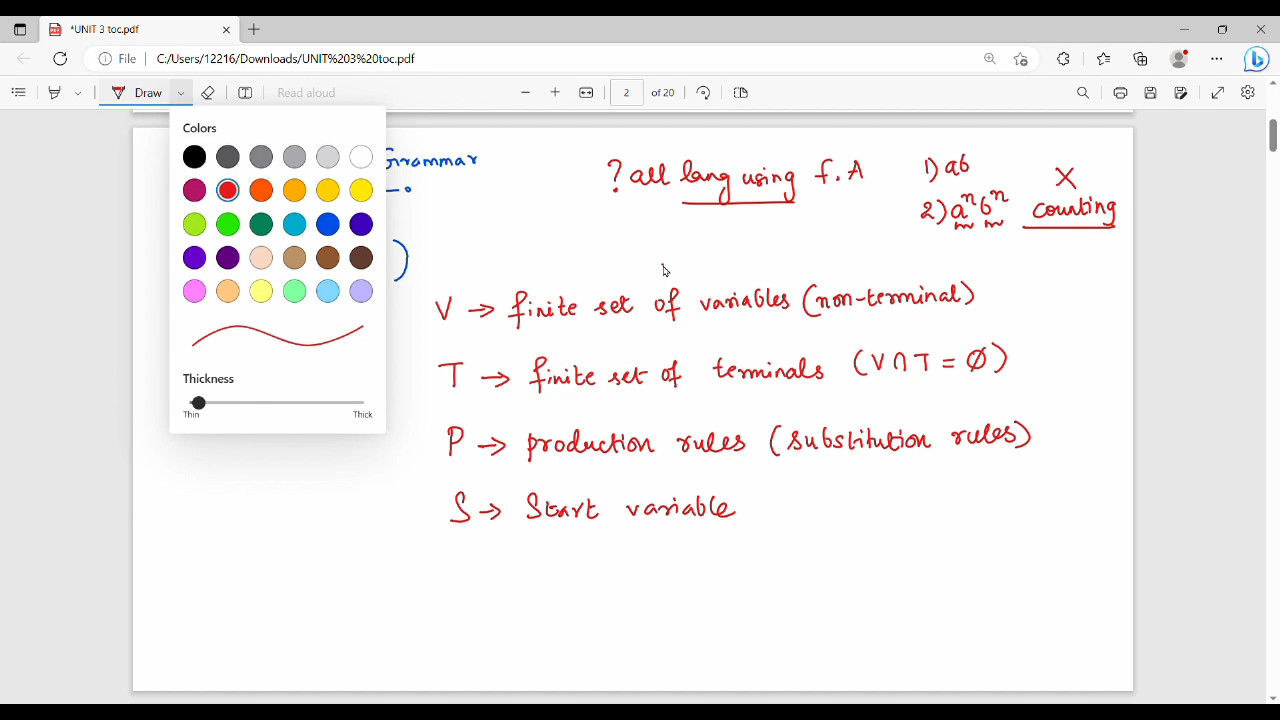 *UNIT 3 toc.pdf
File C:/Users/12216/Downloads/UNIT%203%20toc.pdf
Draw Read aloud 2 of 20
Colors
Thickness
Thin Thick
Grammar
? all lang using f.A
1) ab X
2) aⁿbⁿ counting
)
V → finite set of variables (non-terminal)
T → finite set of terminals (V ∩ T = Ø)
P → production rules (substitution rules)
S → Start variable